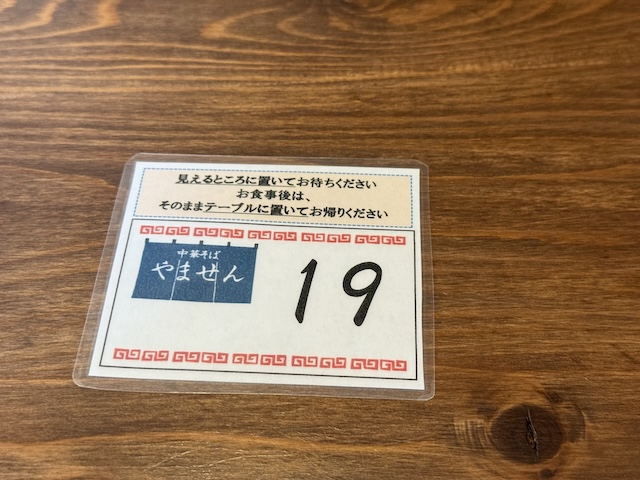 見えるところに置いてお待ちください
お食事後は、
そのままテーブルに置いてお帰りください
中華そば
やません
19